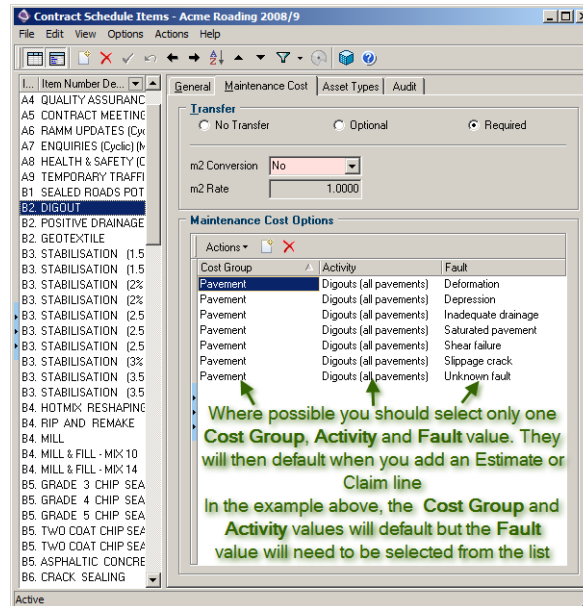 Contract Schedule Items - Acme Roading 2008/9
File Edit View Options Actions Help
I... Item Number De...
A4 QUALITY ASSURANC
A5 CONTRACT MEETING
A6 RAMM UPDATES (Cyc
A7 ENQUIRIES (Cyclic) (M
A8 HEALTH & SAFETY (C
A9 TEMPORARY TRAFFI
B1 SEALED ROADS POT
B2. DIGOUT
B2. POSITIVE DRAINAGE
B2. GEOTEXTILE
B3. STABILISATION (1.5
B3. STABILISATION (1.5
B3. STABILISATION (2%
B3. STABILISATION (2%
B3. STABILISATION (2.5
B3. STABILISATION (2.5
B3. STABILISATION (2.5
B3. STABILISATION (3%
B3. STABILISATION (3.5
B3. STABILISATION (3.5
B4. HOTMIX RESHAPING
B4. RIP AND REMAKE
B4. MILL
B4. MILL & FILL - MIX 10
B4. MILL & FILL - MIX 14
B5. GRADE 3 CHIP SEA
B5. GRADE 4 CHIP SEA
B5. GRADE 5 CHIP SEA
B5. TWO COAT CHIP SEA
B5. TWO COAT CHIP SEA
B5. ASPHALTIC CONCRE
B6. CRACK SEALING
General Maintenance Cost Asset Types Audit
Transfer
No Transfer Optional Required
m2 Conversion No
m2 Rate 1.0000
Maintenance Cost Options
Actions
Cost Group Activity Fault
Pavement Digouts (all pavements) Deformation
Pavement Digouts (all pavements) Depression
Pavement Digouts (all pavements) Inadequate drainage
Pavement Digouts (all pavements) Saturated pavement
Pavement Digouts (all pavements) Shear failure
Pavement Digouts (all pavements) Slippage crack
Pavement Digouts (all pavements) Unknown fault
Where possible you should select only one
Cost Group, Activity and Fault value. They
will then default when you add an Estimate or
Claim line
In the example above, the Cost Group and
Activity values will default but the Fault
value will need to be selected from the list
Active